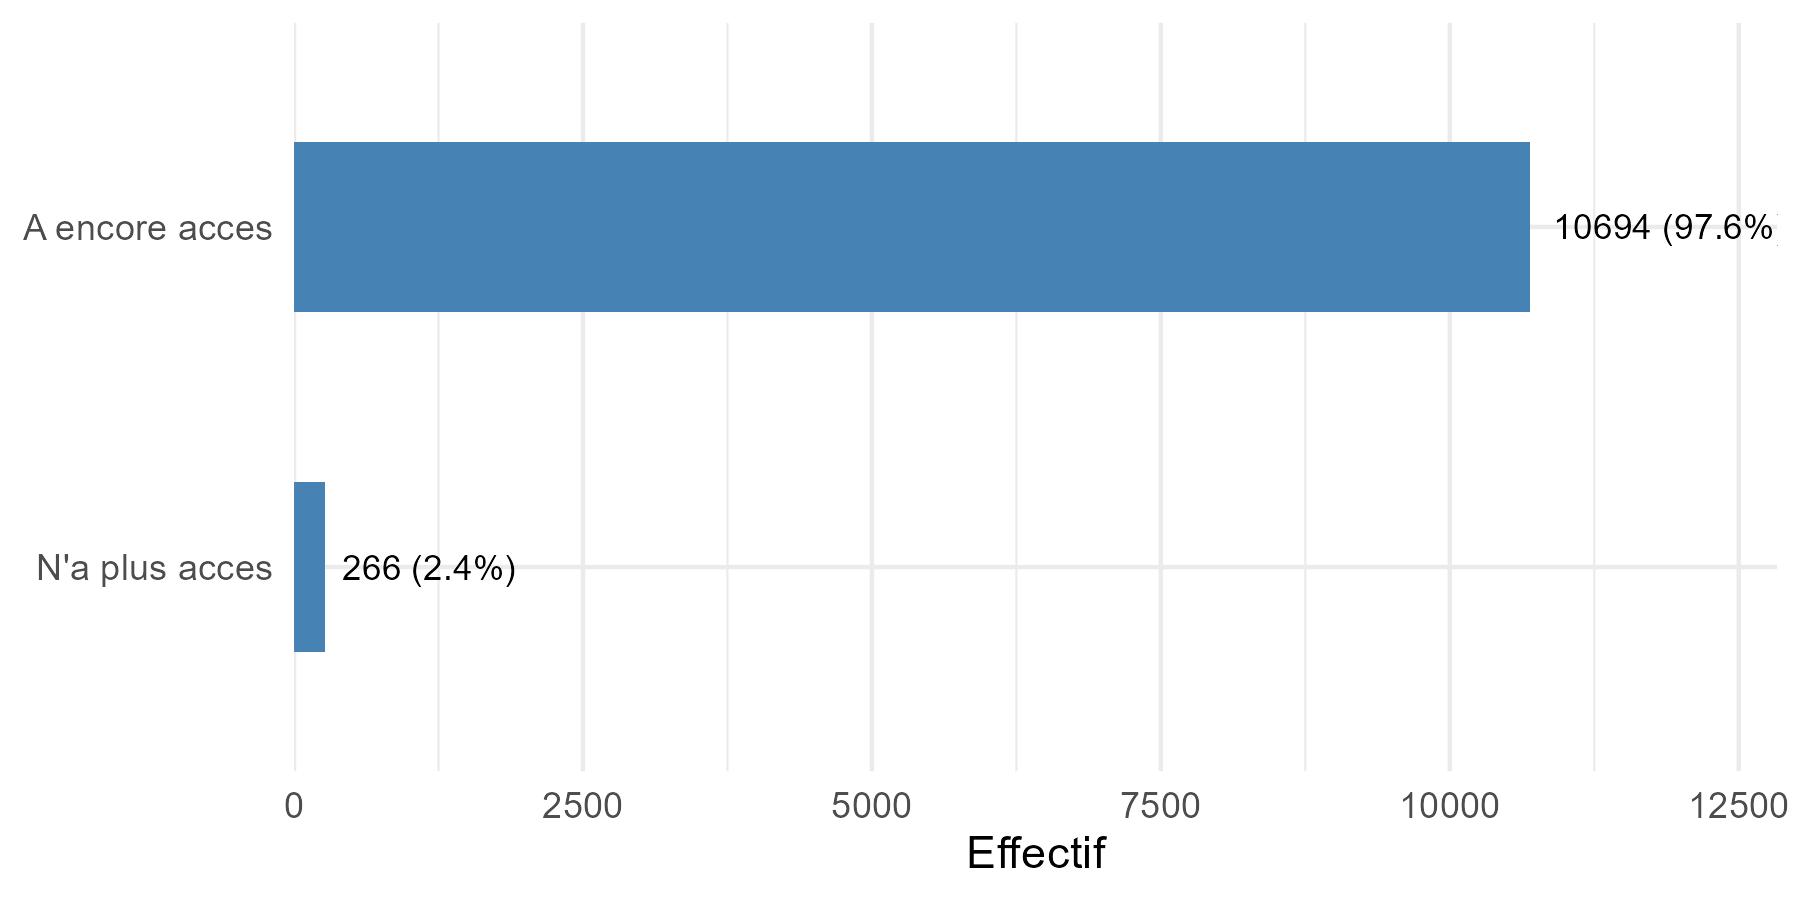 A encore acces
10694 (97.6%
N'a plus acces
266 (2.4%)
0 2500 5000 7500 10000 12500
Effectif